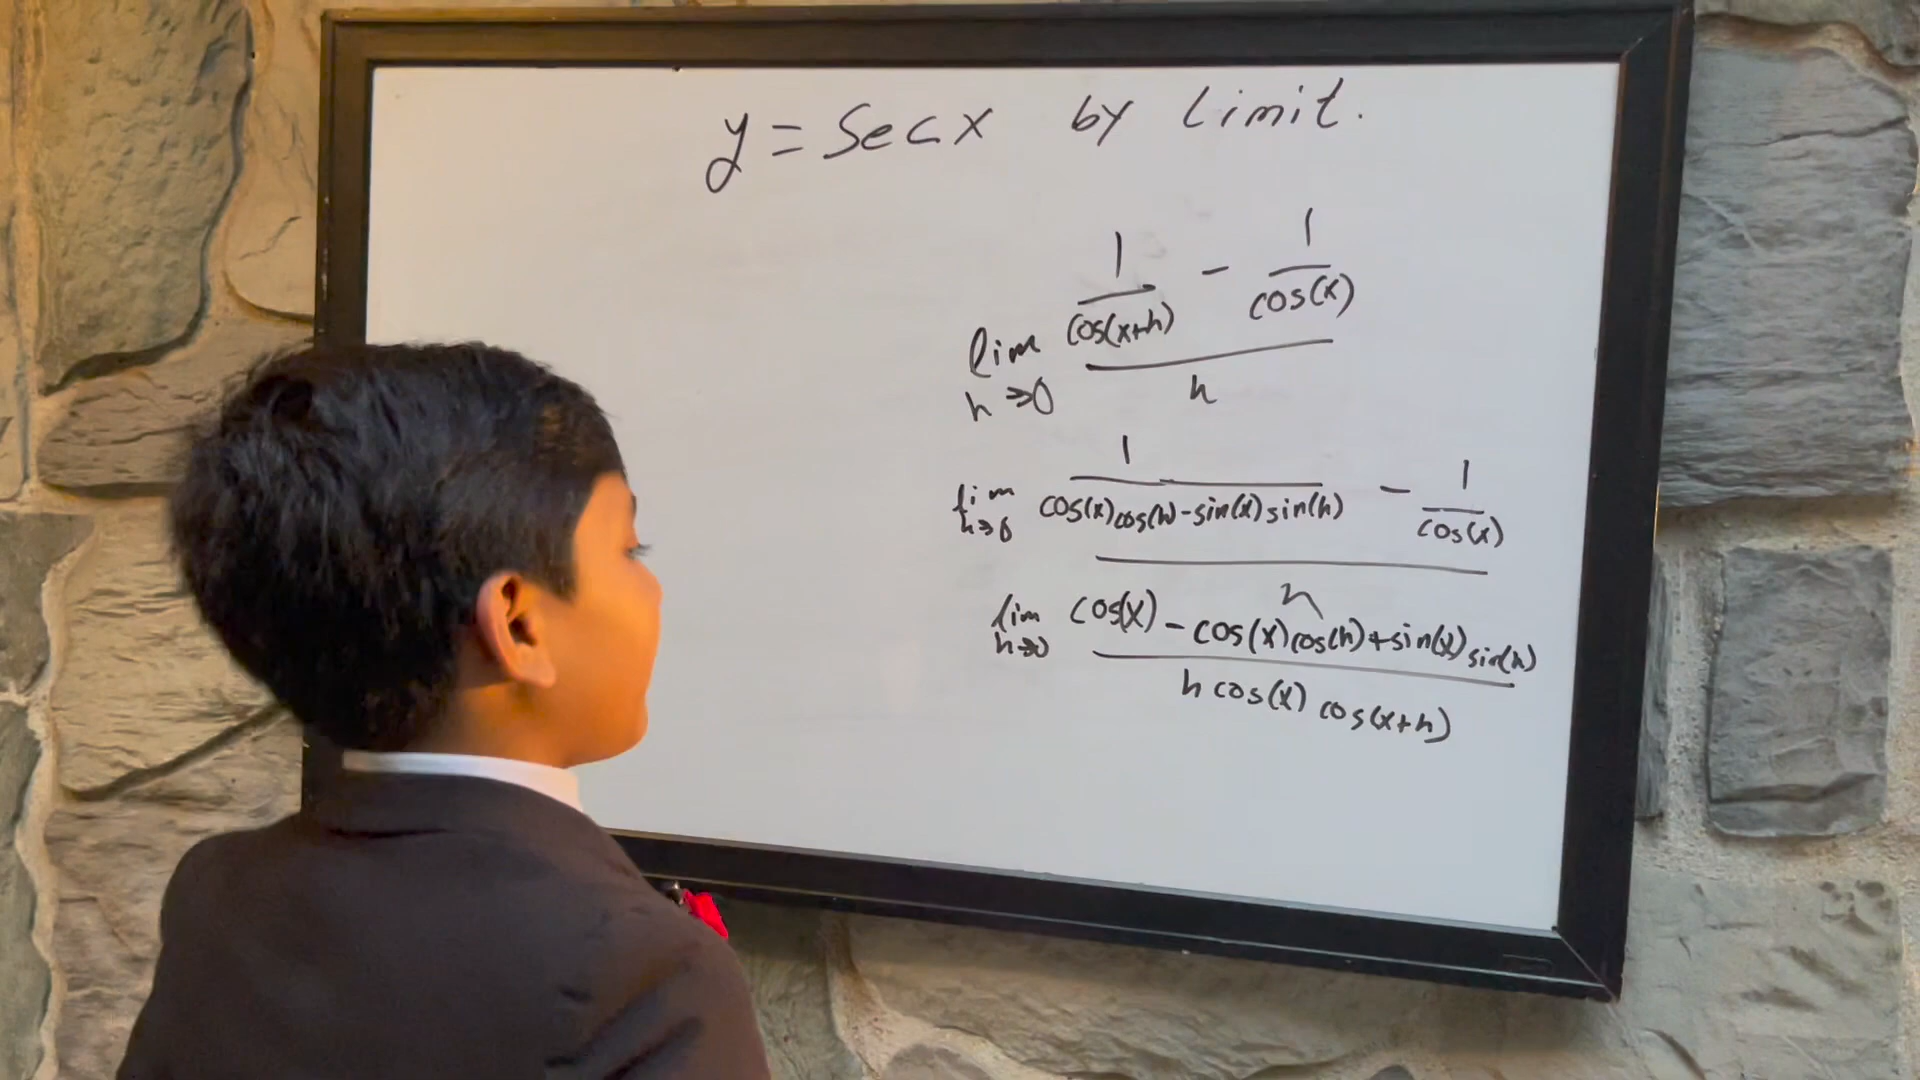 y = Sec x by Limit.
1 1
cos(x+h) - cos(x)
lim
h→0 h
1 1
lim cos(x)cos(h)-sin(x)sin(h) - cos(x)
h→0
h
lim cos(x) - cos(x)cos(h)+sin(x)sin(h)
h→0 h cos(x) cos(x+h)